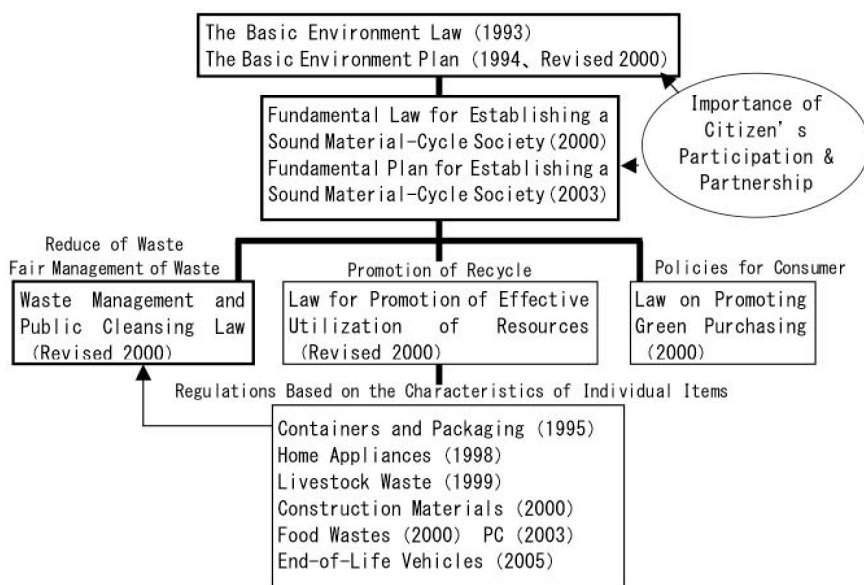 The Basic Environment Law (1993)
The Basic Environment Plan (1994、Revised 2000)
Fundamental Law for Establishing a
Sound Material-Cycle Society(2000)
Fundamental Plan for Establishing a
Sound Material-Cycle Society(2003)
Importance of
Citizen's
Participation &
Partnership
Reduce of Waste
Fair Management of Waste
Waste Management and
Public Cleansing Law
(Revised 2000)
Promotion of Recycle
Law for Promotion of Effective
Utilization of Resources
(Revised 2000)
Policies for Consumer
Law on Promoting
Green Purchasing
(2000)
Regulations Based on the Characteristics of Individual Items
Containers and Packaging (1995)
Home Appliances (1998)
Livestock Waste (1999)
Construction Materials (2000)
Food Wastes (2000) PC (2003)
End-of-Life Vehicles (2005)